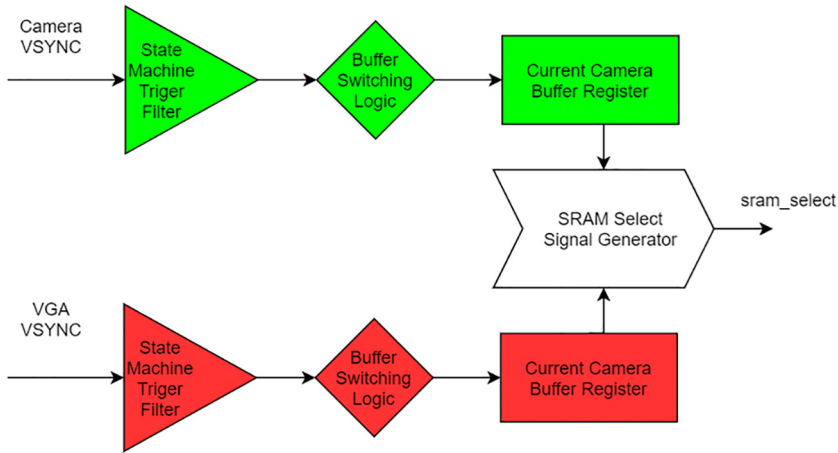 Camera
VSYNC
State
Machine
Triger
Filter
Buffer
Switching
Logic
Current Camera
Buffer Register
SRAM Select
Signal Generator
sram_select
VGA
VSYNC
State
Machine
Triger
Filter
Buffer
Switching
Logic
Current Camera
Buffer Register